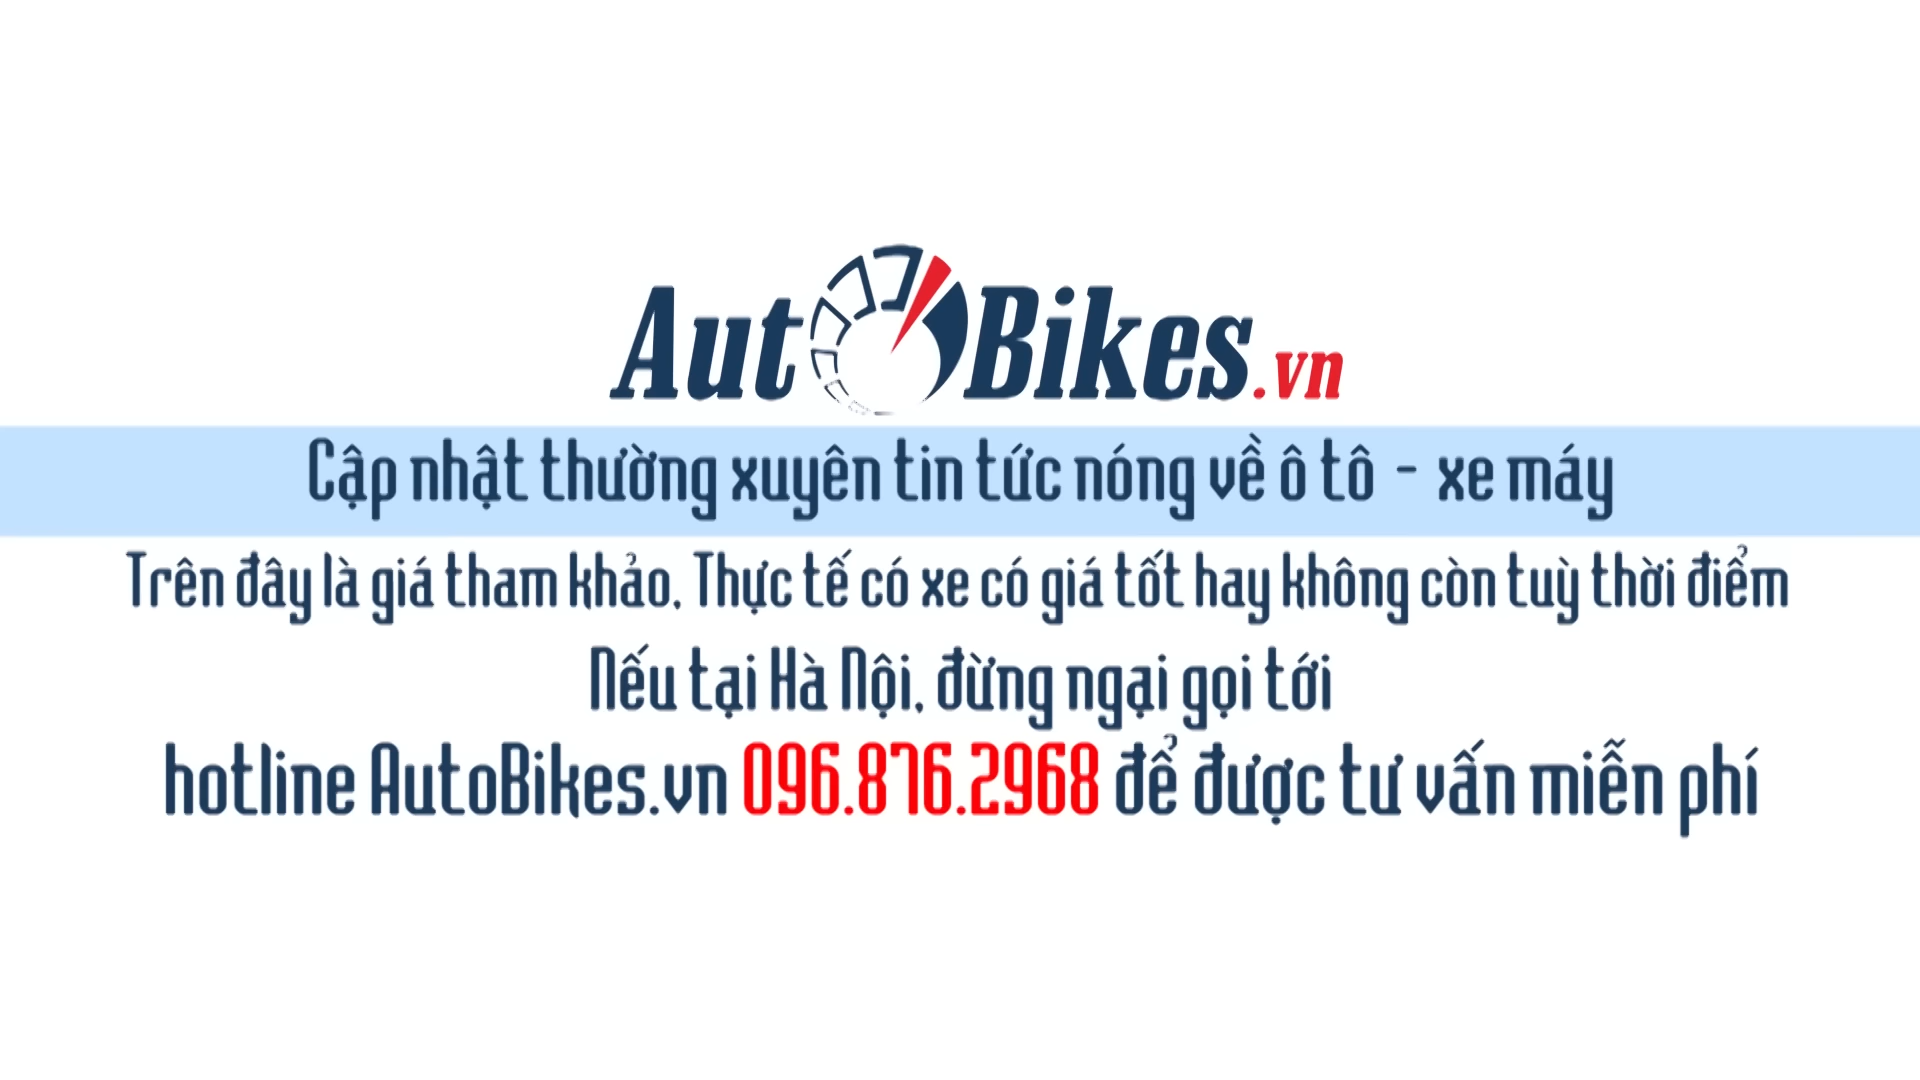 AutoBikes.vn
Cập nhật thường xuyên tin tức nóng về ô tô - xe máy
Trên đây là giá tham khảo, Thực tế có xe có giá tốt hay không còn tuỳ thời điểm
Nếu tại Hà Nội, đừng ngại gọi tới
hotline AutoBikes.vn 096.876.2968 để được tư vấn miễn phí